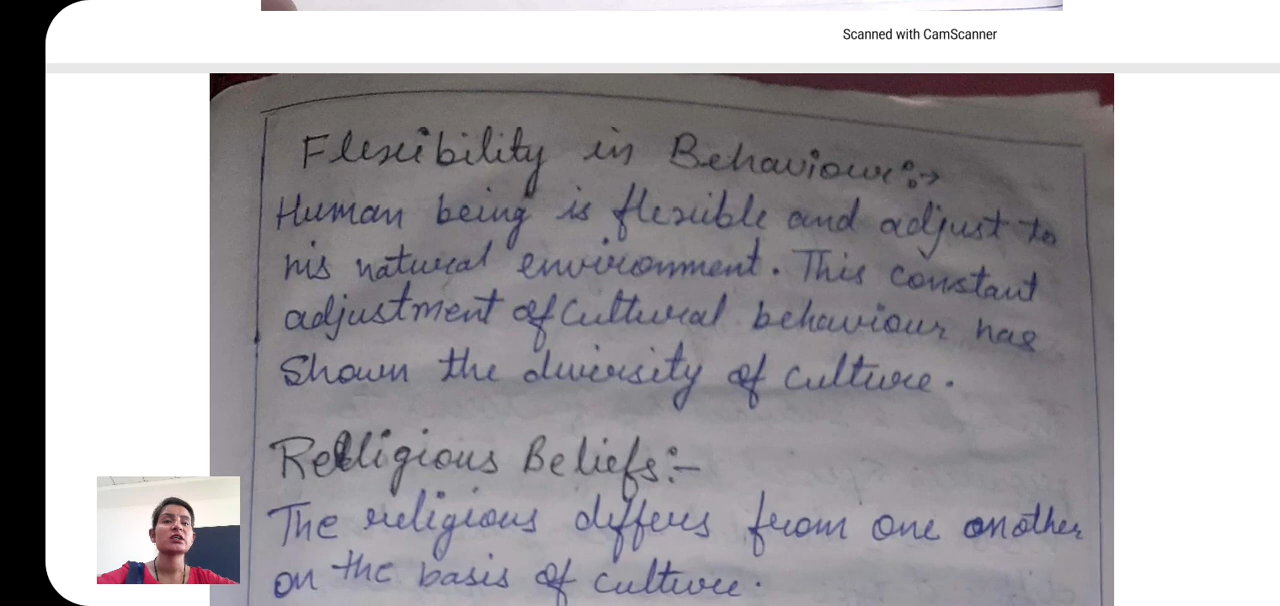 Scanned with CamScanner
Flexibility in Behaviour:→
Human being is flexible and adjust to
his natural environment. This constant
adjustment of cultural behaviour has
Shown the diversity of culture.
Religious Beliefs:-
The religious differs from one another
on the basis of culture.